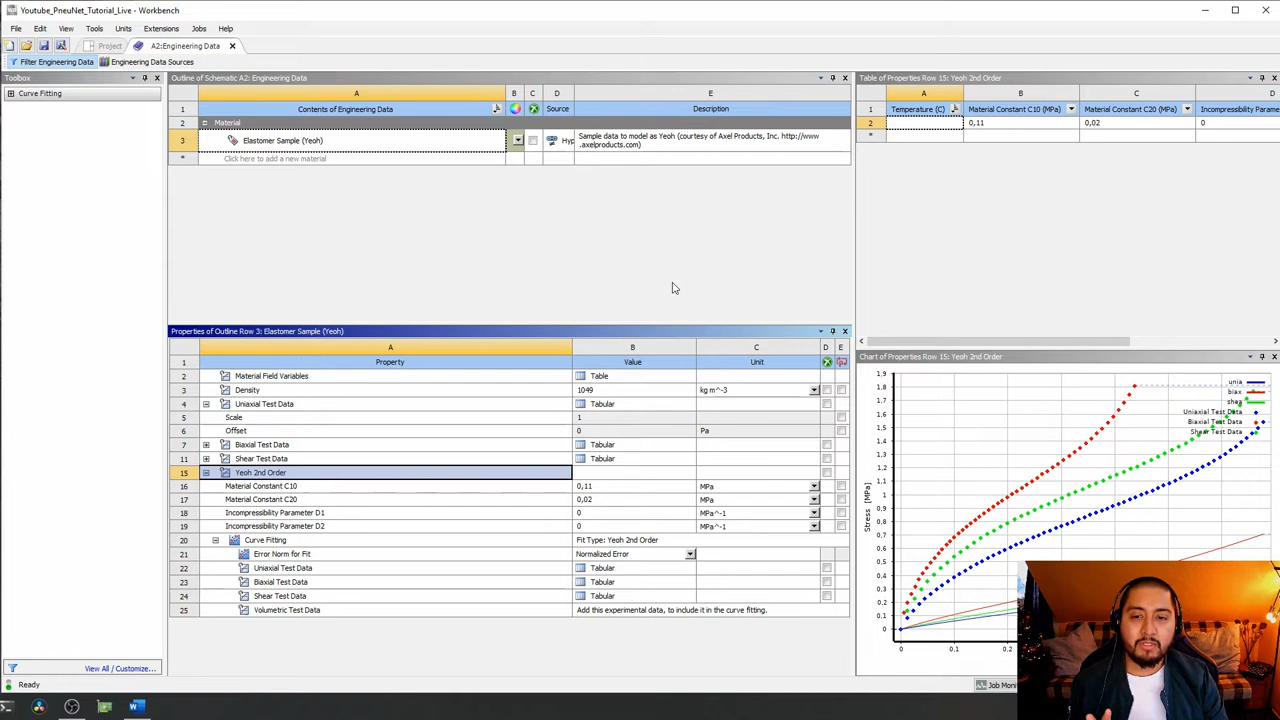 Youtube_PneuNet_Tutorial_Live - Workbench
File Edit View Tools Units Extensions Jobs Help
Project A2:Engineering Data
Filter Engineering Data Engineering Data Sources
Toolbox
Curve Fitting
View All / Customize...
Ready
Outline of Schematic A2: Engineering Data
A B C D E
1 Contents of Engineering Data Source Description
2 Material
3 Elastomer Sample (Yeoh) Hyp Sample data to model as Yeoh (courtesy of Axel Products, Inc. http://www
.axelproducts.com)
* Click here to add a new material
Properties of Outline Row 3: Elastomer Sample (Yeoh)
A B C D E
1 Property Value Unit
2 Material Field Variables Table
3 Density 1049 kg m^-3
4 Uniaxial Test Data Tabular
5 Scale 1
6 Offset 0 Pa
7 Biaxial Test Data Tabular
11 Shear Test Data Tabular
15 Yeoh 2nd Order
16 Material Constant C10 0,11 MPa
17 Material Constant C20 0,02 MPa
18 Incompressibility Parameter D1 0 MPa^-1
19 Incompressibility Parameter D2 0 MPa^-1
20 Curve Fitting Fit Type: Yeoh 2nd Order
21 Error Norm for Fit Normalized Error
22 Uniaxial Test Data Tabular
23 Biaxial Test Data Tabular
24 Shear Test Data Tabular
25 Volumetric Test Data Add this experimental data, to include it in the curve fitting.
Table of Properties Row 15: Yeoh 2nd Order
A B C D
1 Temperature (C) Material Constant C10 (MPa) Material Constant C20 (MPa) Incompressibility Parame
2 0,11 0,02 0
*
Chart of Properties Row 15: Yeoh 2nd Order
1,9
1,8
1,7
1,6
1,5
1,4
1,3
1,2
1,1
1
0,9
0,8
0,7
0,6
0,5
0,4
0,3
0,2
0,1
0
Stress [MPa]
unia
biax
shea
Uniaxial Test Data
Biaxial Test Data
Shear Test Data
0 0,1 0,2
Job Moni